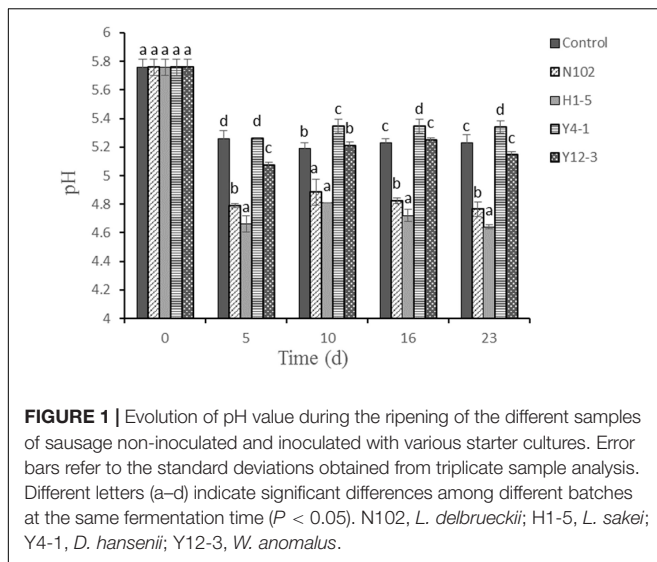 6
5.8
5.6
5.4
5.2
5
4.8
4.6
4.4
4.2
4
pH
a a a a a
d b a d c
b a a c b
c b a d c
c b a d c
0 5 10 16 23
Time (d)
Control
N102
H1-5
Y4-1
Y12-3
FIGURE 1 | Evolution of pH value during the ripening of the different samples
of sausage non-inoculated and inoculated with various starter cultures. Error
bars refer to the standard deviations obtained from triplicate sample analysis.
Different letters (a–d) indicate significant differences among different batches
at the same fermentation time (P < 0.05). N102, L. delbrueckii; H1-5, L. sakei;
Y4-1, D. hansenii; Y12-3, W. anomalus.